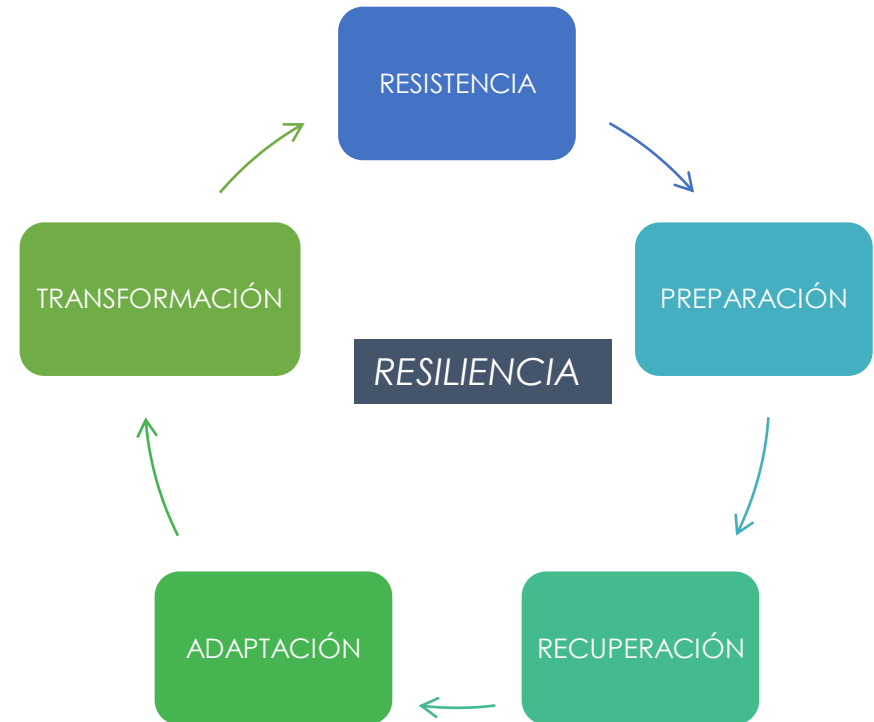 RESISTENCIA
PREPARACIÓN
RECUPERACIÓN
ADAPTACIÓN
TRANSFORMACIÓN
RESILIENCIA